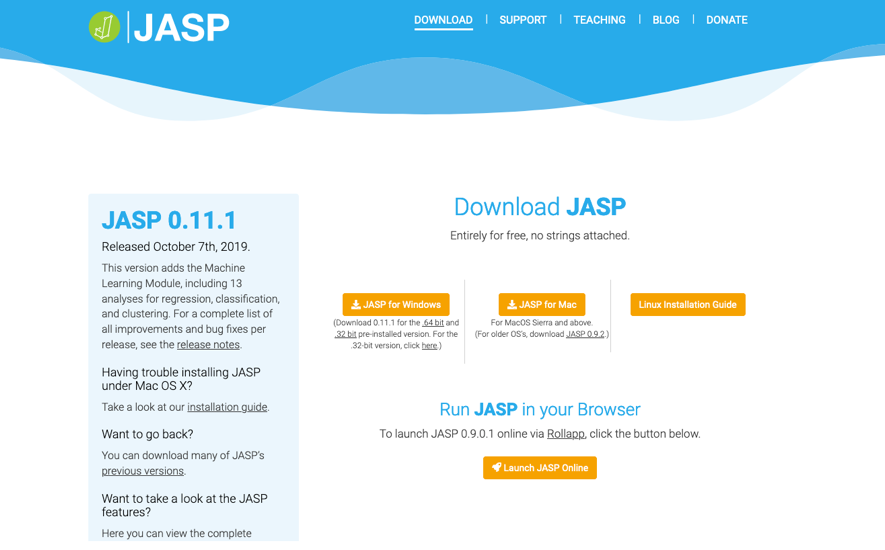 JASP
DOWNLOAD | SUPPORT | TEACHING | BLOG | DONATE
JASP 0.11.1
Released October 7th, 2019.
This version adds the Machine
Learning Module, including 13
analyses for regression, classification,
and clustering. For a complete list of
all improvements and bug fixes per
release, see the release notes.
Having trouble installing JASP
under Mac OS X?
Take a look at our installation guide.
Want to go back?
You can download many of JASP's
previous versions.
Want to take a look at the JASP
features?
Here you can view the complete
Download JASP
Entirely for free, no strings attached.
JASP for Windows
(Download 0.11.1 for the .64 bit and
.32 bit pre-installed version. For the
.32-bit version, click here.)
JASP for Mac
For MacOS Sierra and above.
(For older OS's, download JASP 0.9.2.)
Linux Installation Guide
Run JASP in your Browser
To launch JASP 0.9.0.1 online via Rollapp, click the button below.
Launch JASP Online